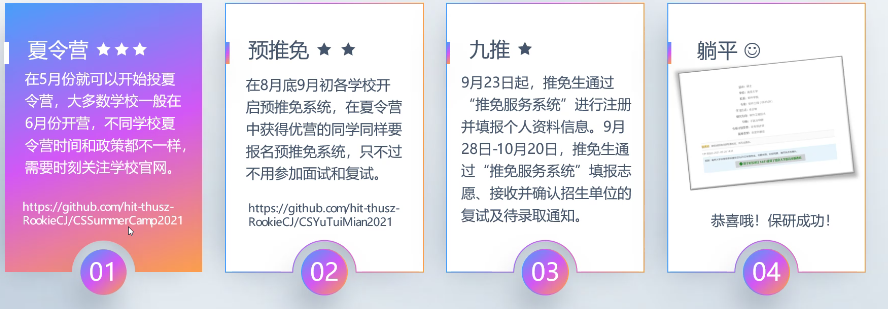 夏令营 ★ ★ ★
在5月份就可以开始投夏
令营，大多数学校一般在
6月份开营，不同学校夏
令营时间和政策都不一样，
需要时刻关注学校官网。
https://github.com/hit-thusz-
RookieCJ/CSSummerCamp2021
01
预推免 ★ ★
在8月底9月初各学校开
启预推免系统，在夏令营
中获得优营的同学同样要
报名预推免系统，只不过
不用参加面试和复试。
https://github.com/hit-thusz-
RookieCJ/CSYuTuiMian2021
02
九推 ★
9月23日起，推免生通过
“推免服务系统”进行注册
并填报个人资料信息。9月
28日-10月20日，推免生通
过“推免服务系统”填报志
愿、接收并确认招生单位的
复试及待录取通知。
03
躺平 ☺
恭喜哦！保研成功！
04